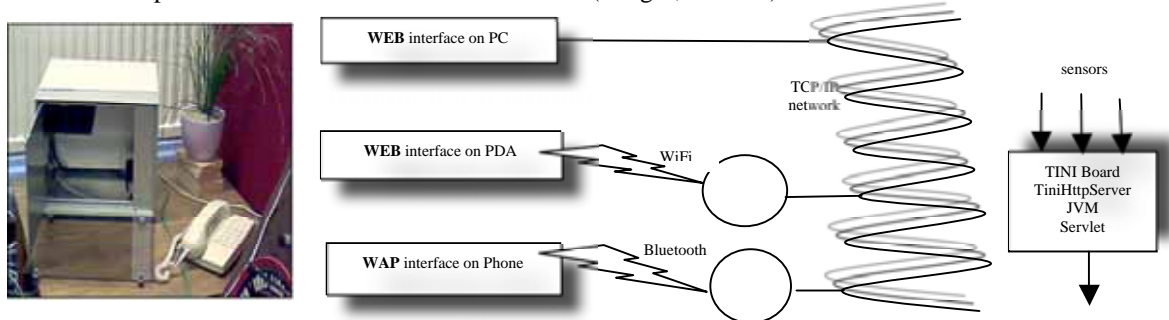 WEB interface on PC
TCP/IP
network
sensors
WEB interface on PDA
WiFi
TINI Board
TiniHttpServer
JVM
Servlet
WAP interface on Phone
Bluetooth